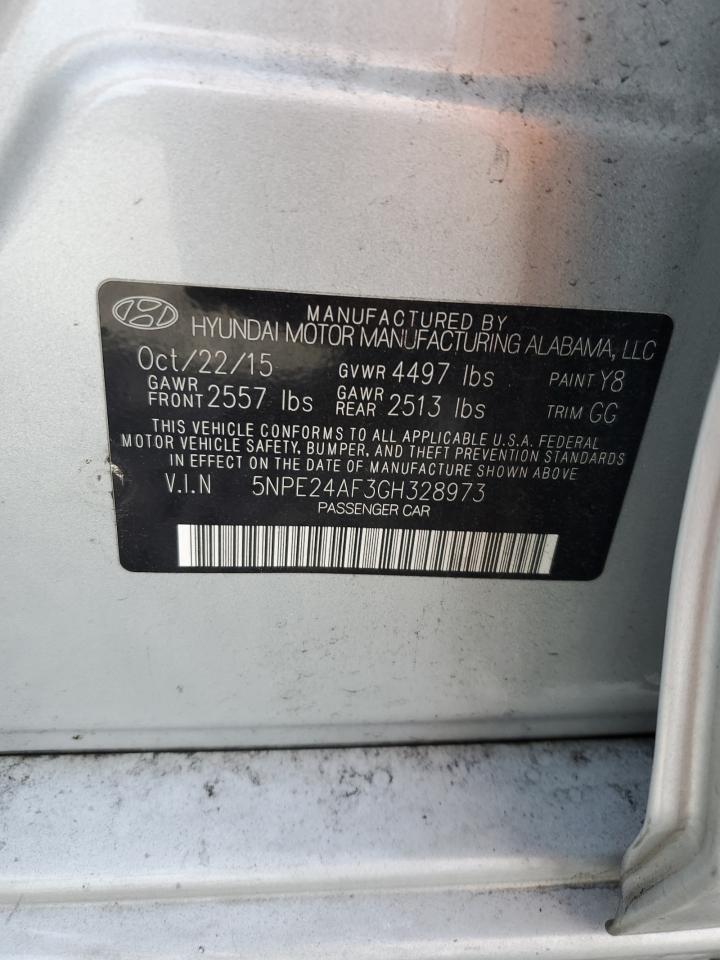 MANUFACTURED BY
HYUNDAI MOTOR MANUFACTURING ALABAMA, LLC
Oct/22/15 GVWR 4497 lbs PAINT Y8
GAWR FRONT 2557 lbs GAWR REAR 2513 lbs TRIM GG
THIS VEHICLE CONFORMS TO ALL APPLICABLE U.S.A. FEDERAL
MOTOR VEHICLE SAFETY, BUMPER, AND THEFT PREVENTION STANDARDS
IN EFFECT ON THE DATE OF MANUFACTURE SHOWN ABOVE
V.I.N 5NPE24AF3GH328973
PASSENGER CAR